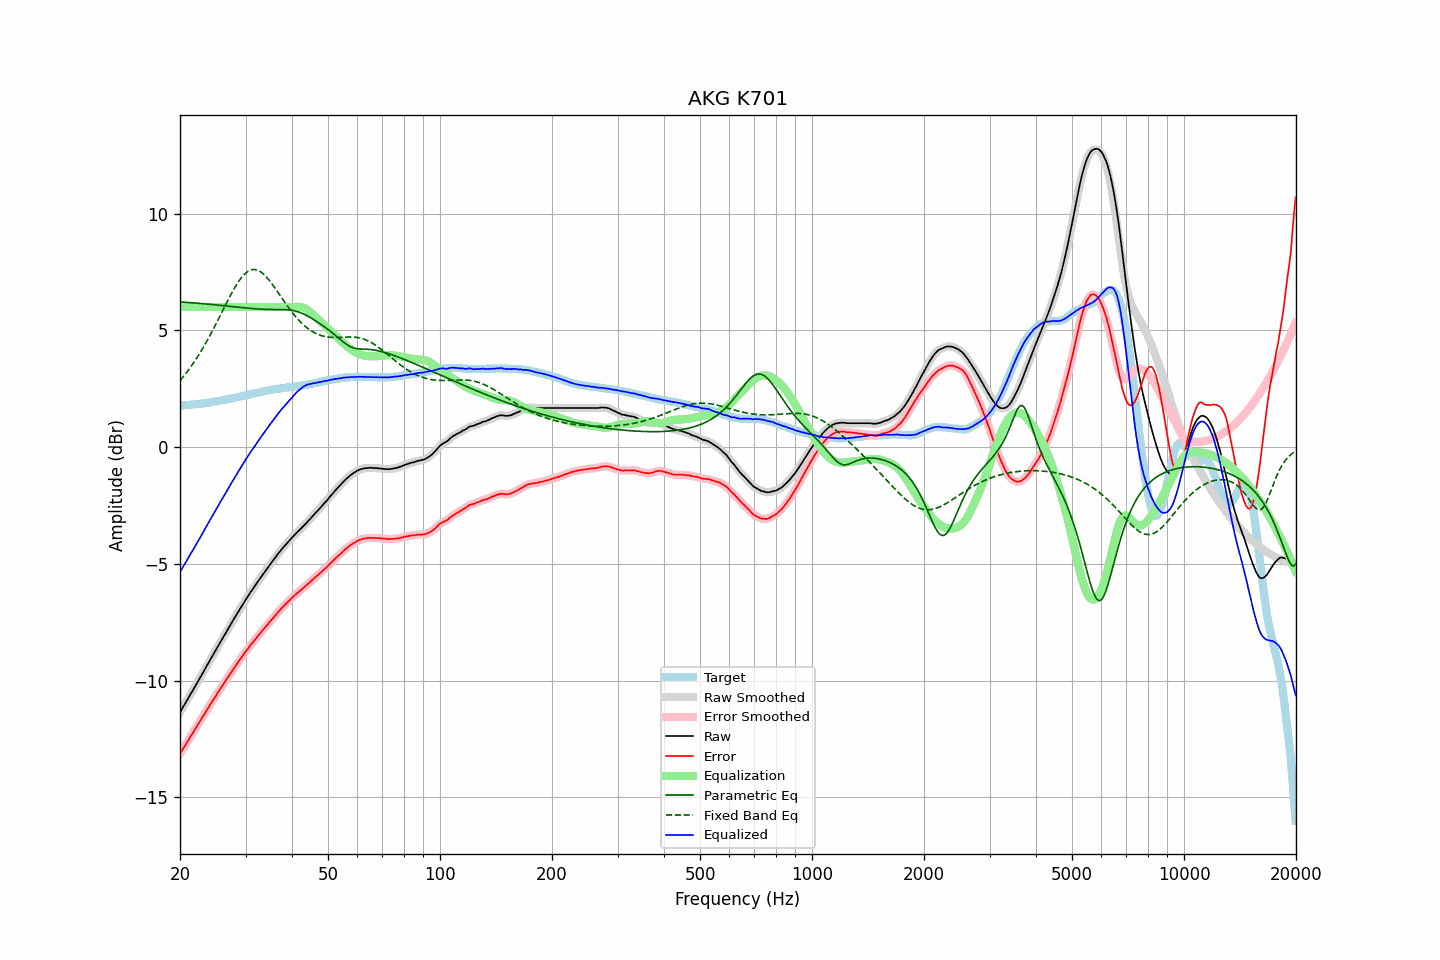 AKG K701
Amplitude (dBr)
10
5
0
−5
−10
−15
Target
Raw Smoothed
Error Smoothed
Raw
Error
Equalization
Parametric Eq
Fixed Band Eq
Equalized
20 50 100 200 500 1000 2000 5000 10000 20000
Frequency (Hz)